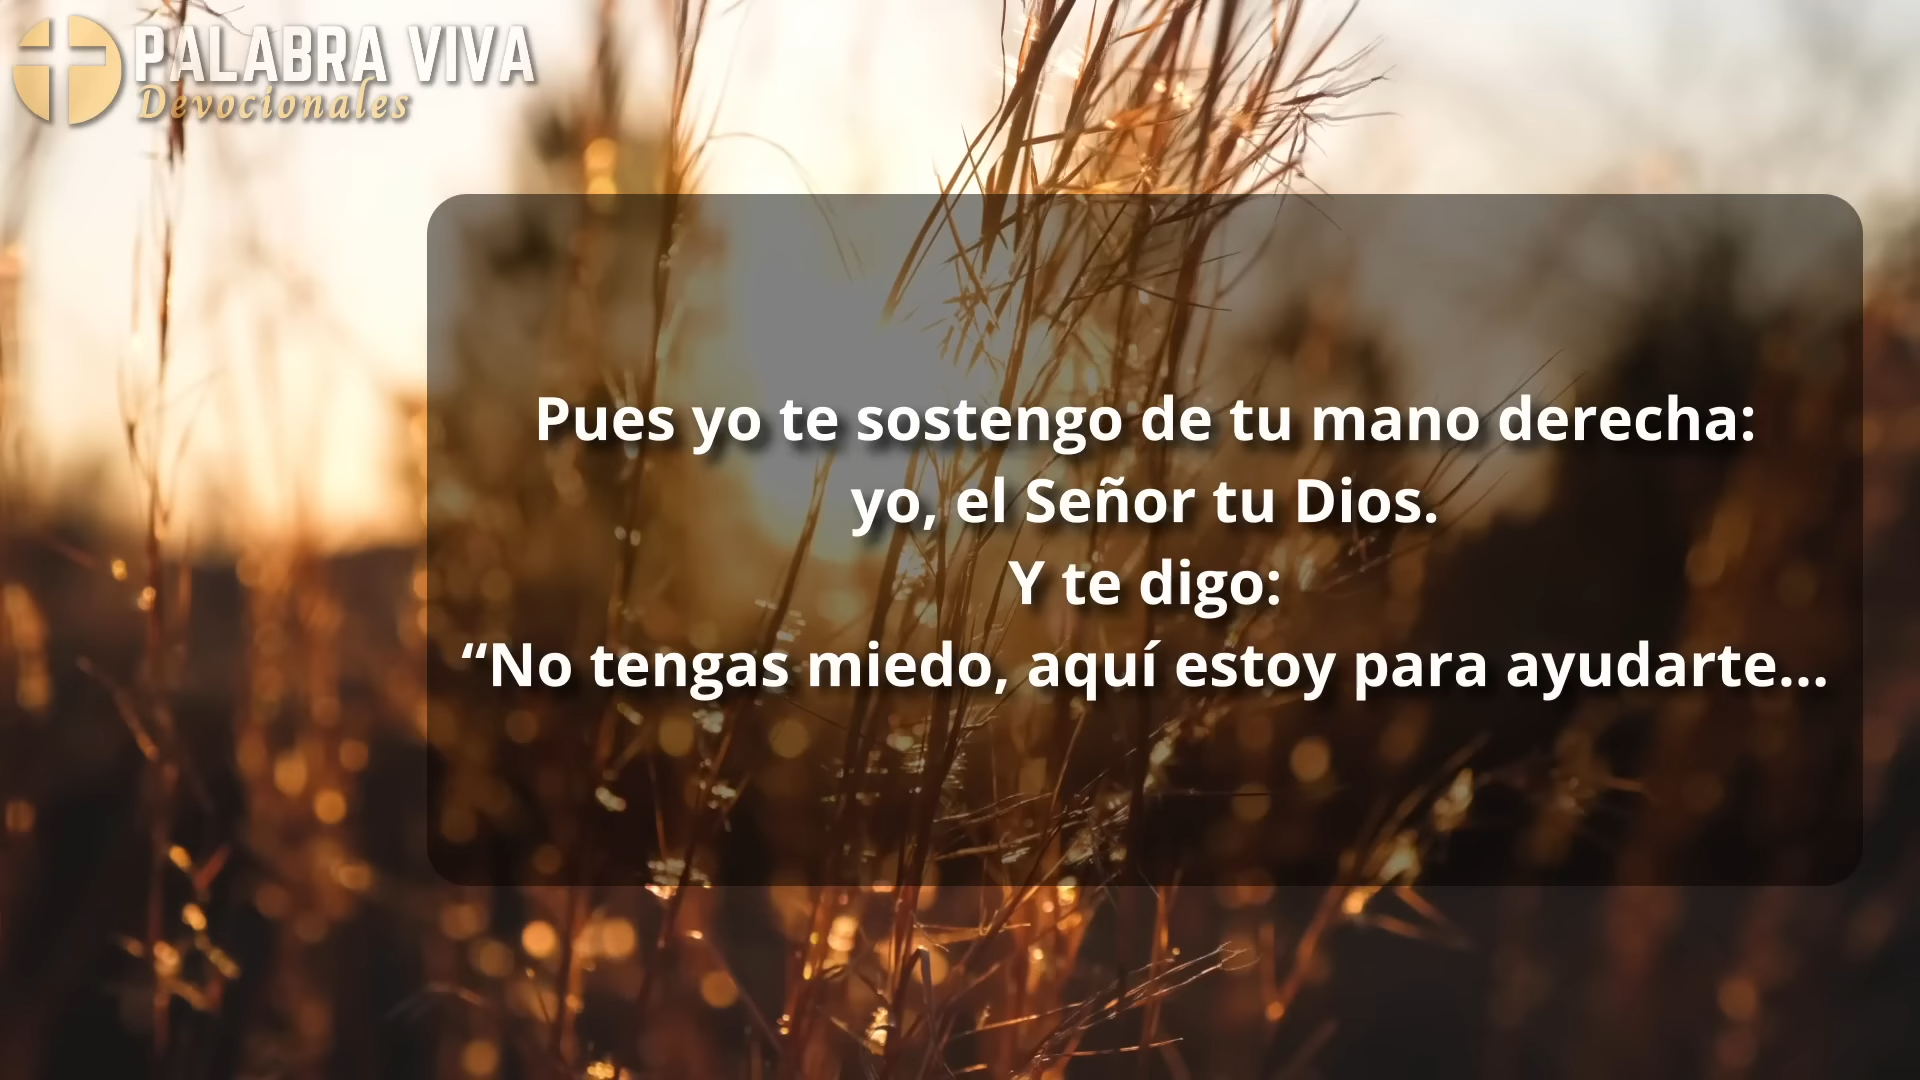 PALABRA VIVA
Devocionales
Pues yo te sostengo de tu mano derecha:
yo, el Señor tu Dios.
Y te digo:
“No tengas miedo, aquí estoy para ayudarte...